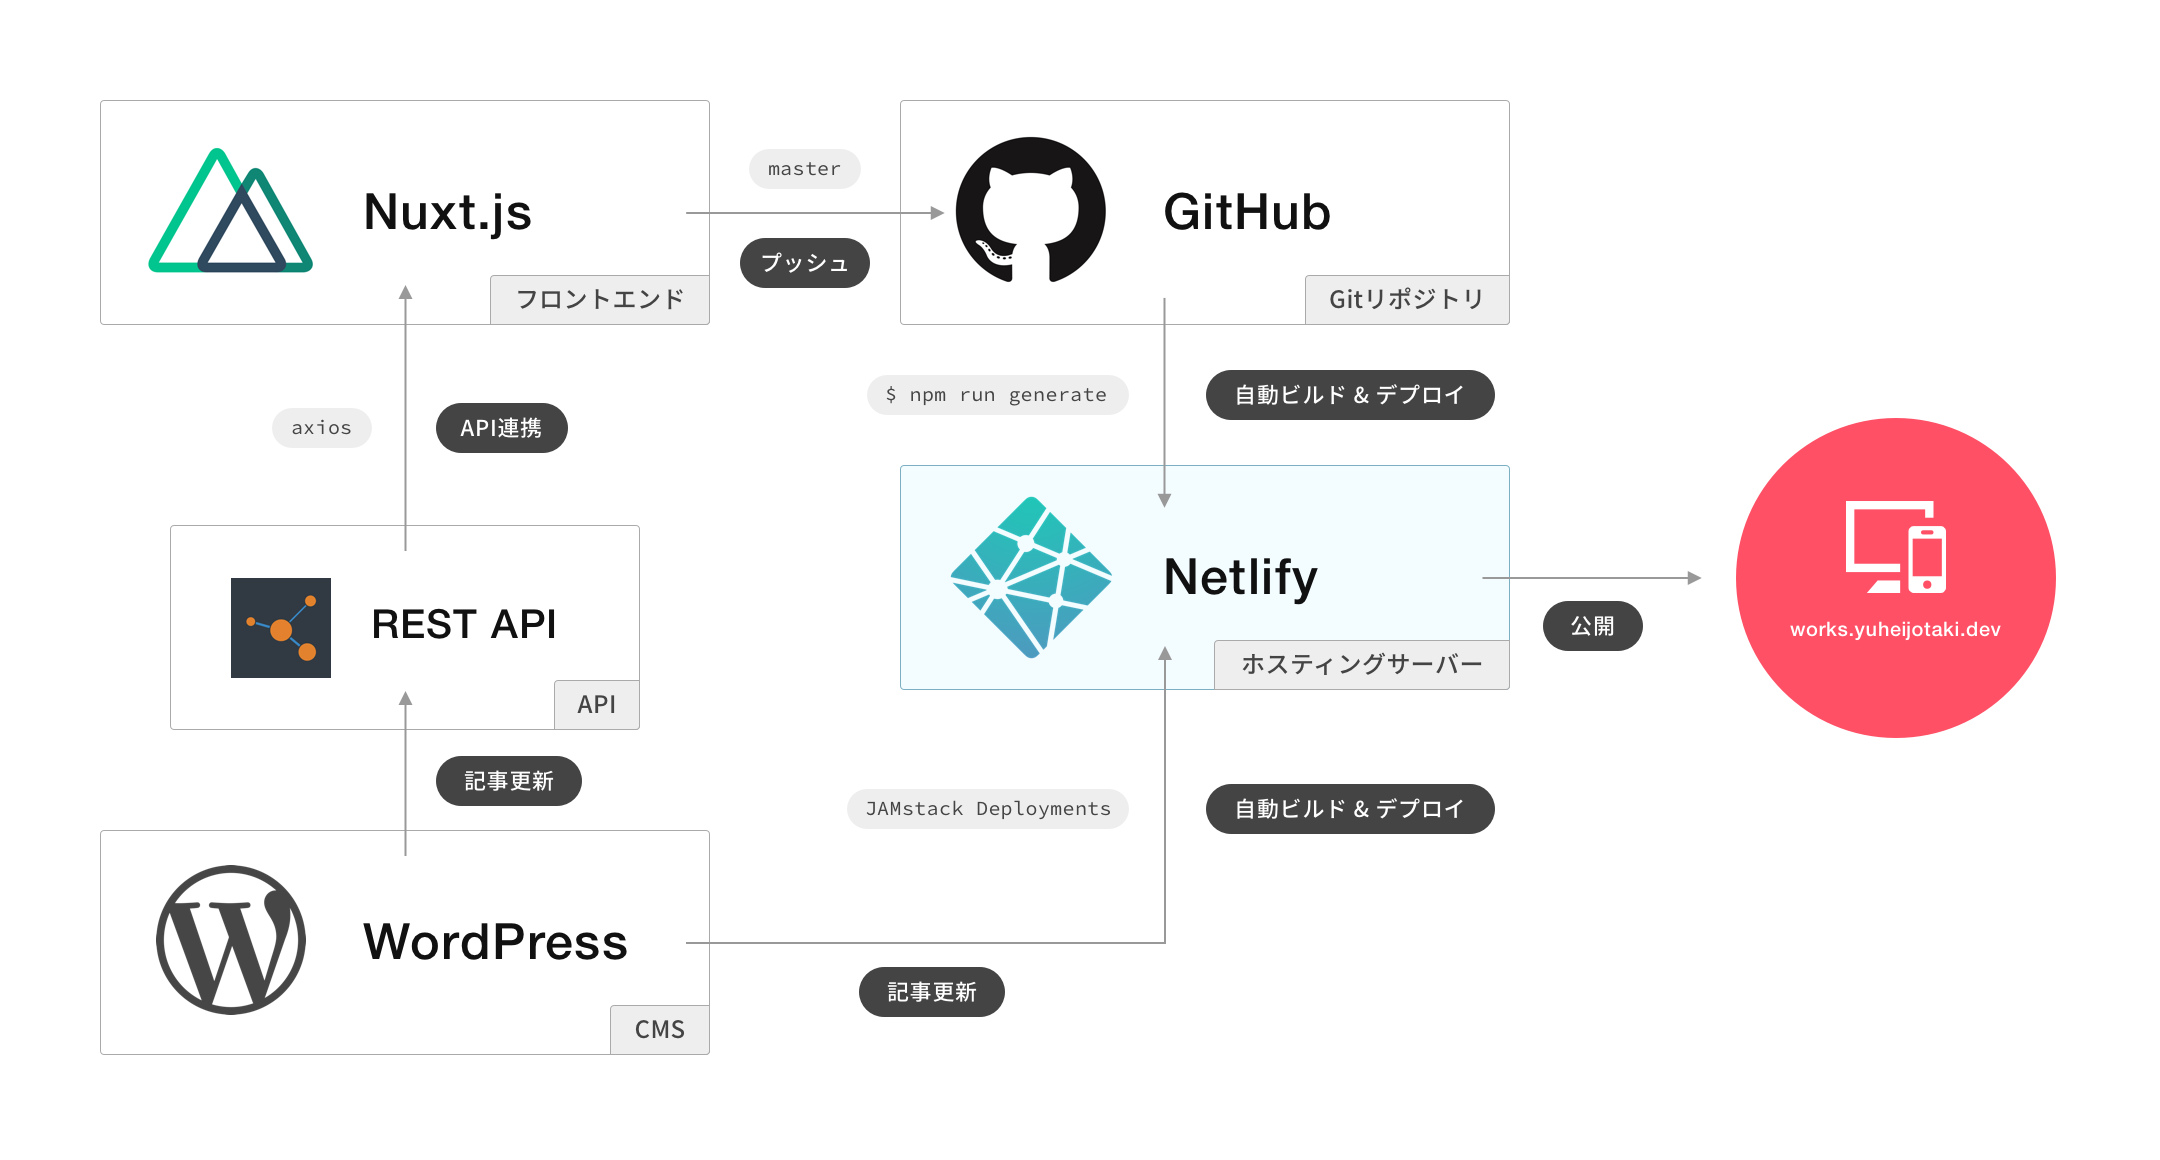 Nuxt.js
フロントエンド
master
プッシュ
GitHub
Gitリポジトリ
axios
API連携
$ npm run generate
自動ビルド & デプロイ
REST API
API
Netlify
ホスティングサーバー
公開
works.yuheijotaki.dev
記事更新
JAMstack Deployments
自動ビルド & デプロイ
WordPress
CMS
記事更新